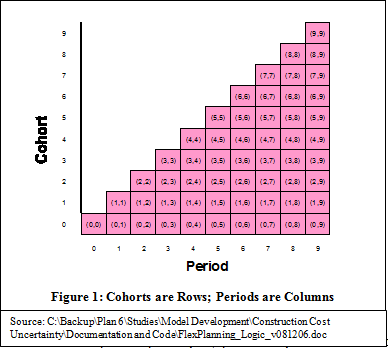 9 (9,9)
8 (8,8) (8,9)
7 (7,7) (7,8) (7,9)
6 (6,6) (6,7) (6,8) (6,9)
5 (5,5) (5,6) (5,7) (5,8) (5,9)
4 (4,4) (4,5) (4,6) (4,7) (4,8) (4,9)
3 (3,3) (3,4) (3,5) (3,6) (3,7) (3,8) (3,9)
2 (2,2) (2,3) (2,4) (2,5) (2,6) (2,7) (2,8) (2,9)
1 (1,1) (1,2) (1,3) (1,4) (1,5) (1,6) (1,7) (1,8) (1,9)
0 (0,0) (0,1) (0,2) (0,3) (0,4) (0,5) (0,6) (0,7) (0,8) (0,9)
Cohort
0 1 2 3 4 5 6 7 8 9
Period
Figure 1: Cohorts are Rows; Periods are Columns
Source: C:\Backup\Plan 6\Studies\Model Development\Construction Cost
Uncertainty\Documentation and Code\FlexPlanning_Logic_v081206.doc